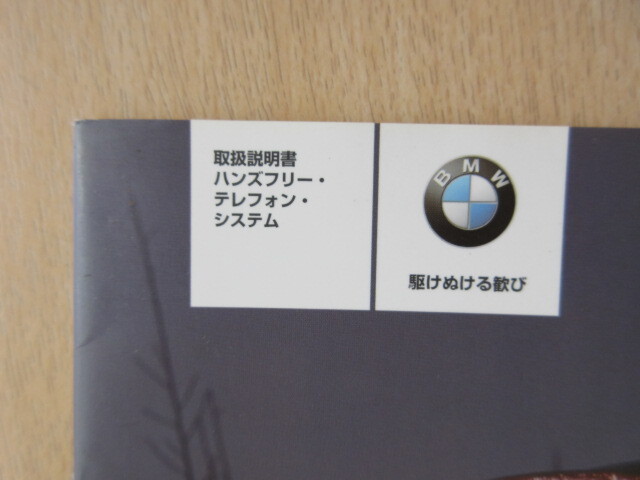 取扱説明書
ハンズフリー・
テレフォン・
システム
BMW
駆けぬける歓び